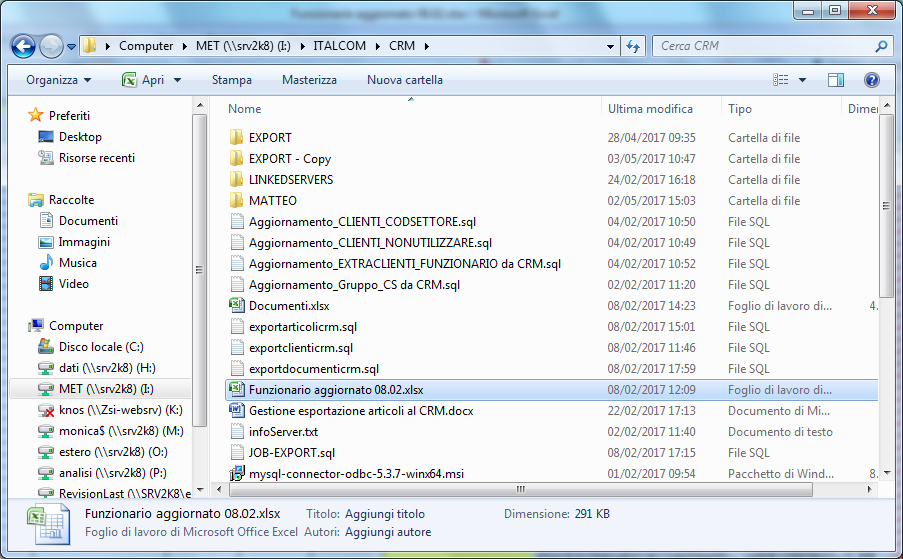 Funzionario aggiornato 08.02.xlsx - Microsoft Excel
Computer MET (\\srv2k8) (I:) ITALCOM CRM
Cerca CRM
Organizza Apri Stampa Masterizza Nuova cartella
Nome Ultima modifica Tipo Dimen
Preferiti
Desktop
Risorse recenti
Raccolte
Documenti
Immagini
Musica
Video
Computer
Disco locale (C:)
dati (\\srv2k8) (H:)
MET (\\srv2k8) (I:)
knos (\\Zsi-websrv) (K:)
monica$ (\\srv2k8) (M:)
estero (\\srv2k8) (O:)
analisi (\\srv2k8) (P:)
RevisionLast (\\SRV2K8\e
EXPORT 28/04/2017 09:35 Cartella di file
EXPORT - Copy 03/05/2017 10:47 Cartella di file
LINKEDSERVERS 24/02/2017 16:18 Cartella di file
MATTEO 02/05/2017 15:03 Cartella di file
Aggiornamento_CLIENTI_CODSETTORE.sql 04/02/2017 10:50 File SQL
Aggiornamento_CLIENTI_NONUTILIZZARE.sql 04/02/2017 10:49 File SQL
Aggiornamento_EXTRACLIENTI_FUNZIONARIO da CRM.sql 04/02/2017 10:52 File SQL
Aggiornamento_Gruppo_CS da CRM.sql 02/02/2017 11:20 File SQL
Documenti.xlsx 08/02/2017 14:23 Foglio di lavoro di... 4.
exportarticolicrm.sql 08/02/2017 15:01 File SQL
exportclienticrm.sql 08/02/2017 11:46 File SQL
exportdocumenticrm.sql 08/02/2017 17:59 File SQL
Funzionario aggiornato 08.02.xlsx 08/02/2017 12:09 Foglio di lavoro di...
Gestione esportazione articoli al CRM.docx 22/02/2017 17:13 Documento di Mi...
infoServer.txt 02/02/2017 11:40 Documento di testo
JOB-EXPORT.sql 08/02/2017 17:15 File SQL
mysql-connector-odbc-5.3.7-winx64.msi 01/02/2017 09:54 Pacchetto di Wind... 8.
Funzionario aggiornato 08.02.xlsx Titolo: Aggiungi titolo Dimensione: 291 KB
Foglio di lavoro di Microsoft Office Excel Autori: Aggiungi autore